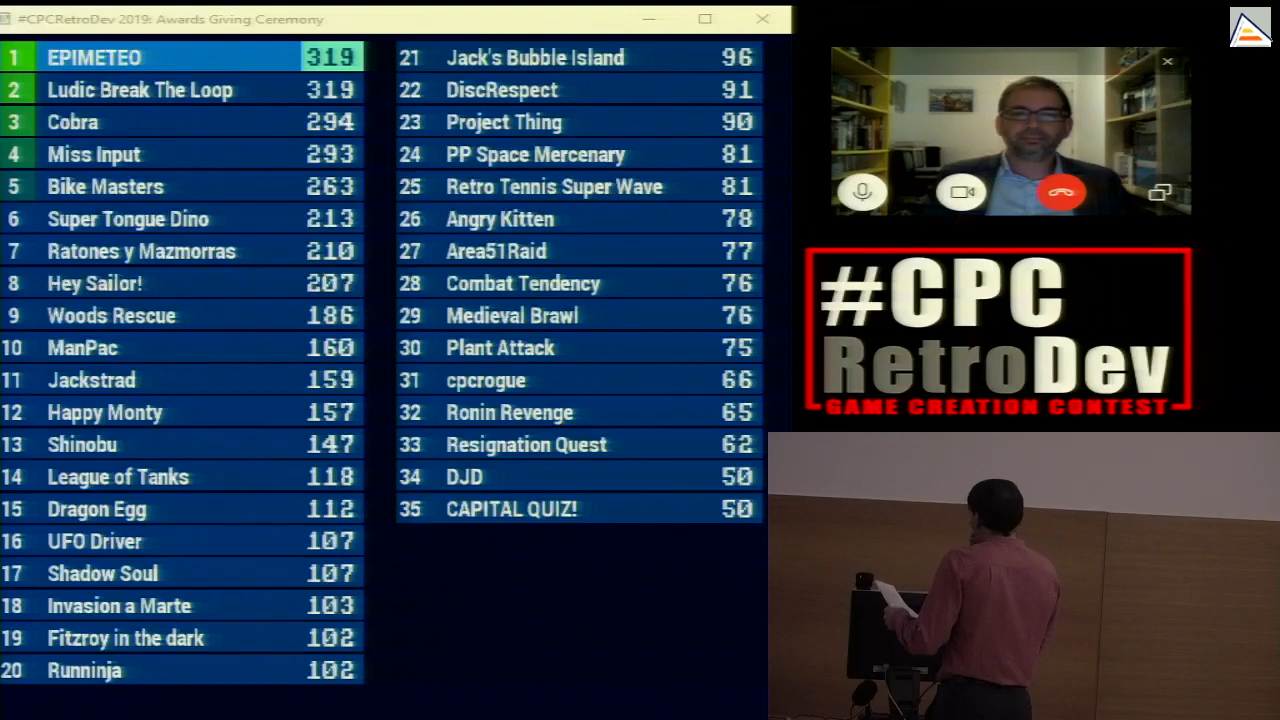 #CPCRetroDev 2019: Awards Giving Ceremony
1 EPIMETEO 319
2 Ludic Break The Loop 319
3 Cobra 294
4 Miss Input 293
5 Bike Masters 263
6 Super Tongue Dino 213
7 Ratones y Mazmorras 210
8 Hey Sailor! 207
9 Woods Rescue 186
10 ManPac 160
11 Jackstrad 159
12 Happy Monty 157
13 Shinobu 147
14 League of Tanks 118
15 Dragon Egg 112
16 UFO Driver 107
17 Shadow Soul 107
18 Invasion a Marte 103
19 Fitzroy in the dark 102
20 Runninja 102
21 Jack's Bubble Island 96
22 DiscRespect 91
23 Project Thing 90
24 PP Space Mercenary 81
25 Retro Tennis Super Wave 81
26 Angry Kitten 78
27 Area51Raid 77
28 Combat Tendency 76
29 Medieval Brawl 76
30 Plant Attack 75
31 cpcrogue 66
32 Ronin Revenge 65
33 Resignation Quest 62
34 DJD 50
35 CAPITAL QUIZ! 50
#CPC
RetroDev
GAME CREATION CONTEST